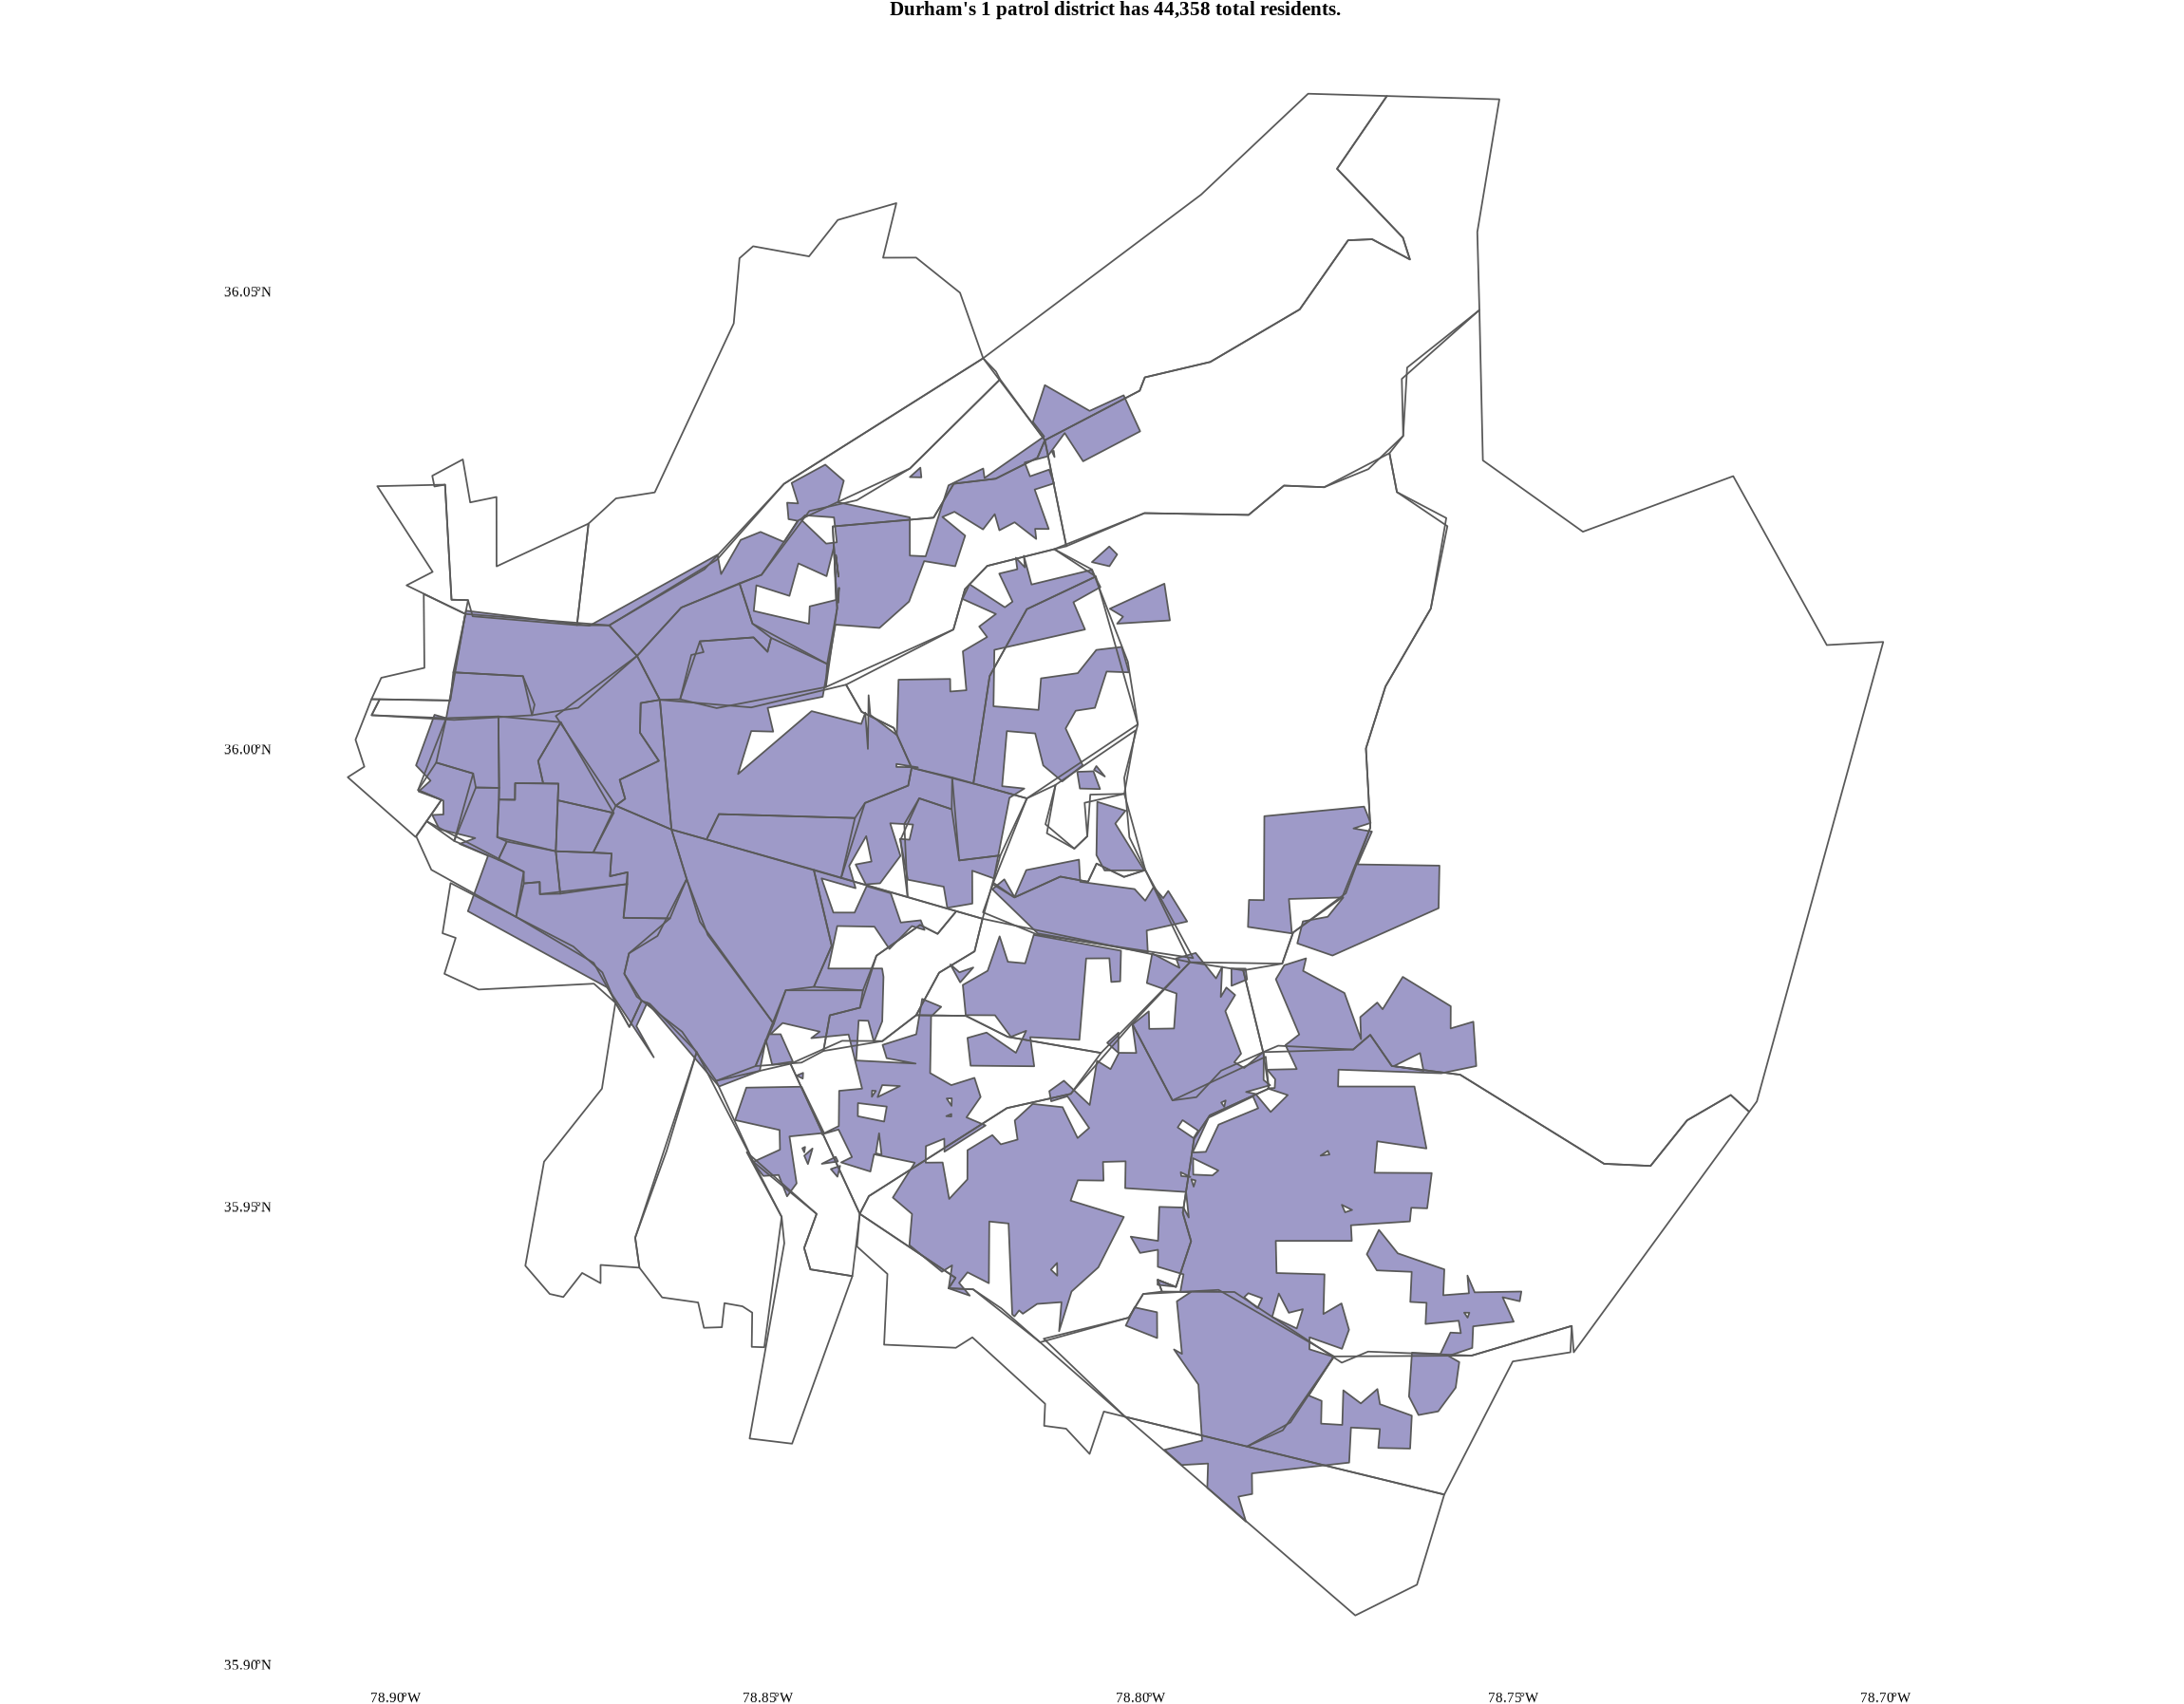 Durham's 1 patrol district has 44,358 total residents.
36.05°N
36.00°N
35.95°N
35.90°N
78.90°W
78.85°W
78.80°W
78.75°W
78.70°W